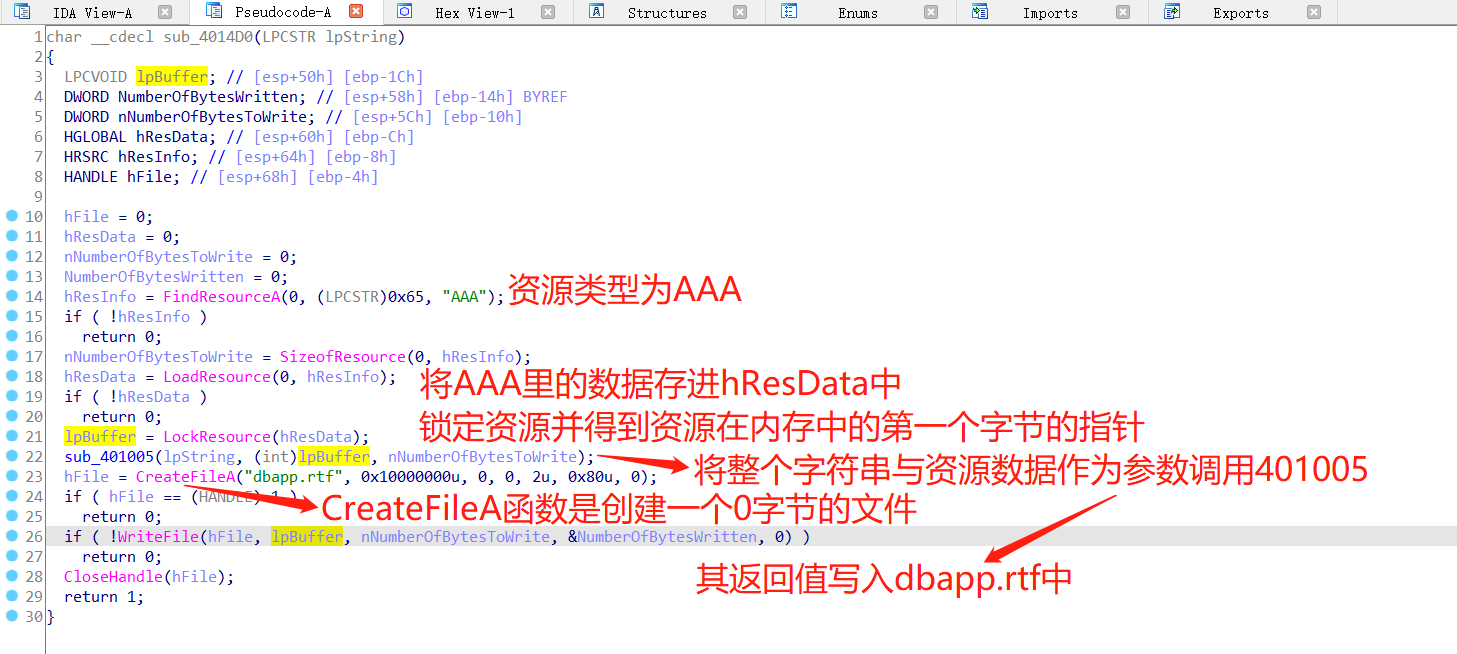 IDA View-A Pseudocode-A Hex View-1 Structures Enums Imports Exports
1 char __cdecl sub_4014D0(LPCSTR lpString)
2 {
3 LPCVOID lpBuffer; // [esp+50h] [ebp-1Ch]
4 DWORD NumberOfBytesWritten; // [esp+58h] [ebp-14h] BYREF
5 DWORD nNumberOfBytesToWrite; // [esp+5Ch] [ebp-10h]
6 HGLOBAL hResData; // [esp+60h] [ebp-Ch]
7 HRSRC hResInfo; // [esp+64h] [ebp-8h]
8 HANDLE hFile; // [esp+68h] [ebp-4h]
9
10 hFile = 0;
11 hResData = 0;
12 nNumberOfBytesToWrite = 0;
13 NumberOfBytesWritten = 0;
14 hResInfo = FindResourceA(0, (LPCSTR)0x65, "AAA"); 资源类型为AAA
15 if ( !hResInfo )
16 return 0;
17 nNumberOfBytesToWrite = SizeofResource(0, hResInfo);
18 hResData = LoadResource(0, hResInfo); 将AAA里的数据存进hResData中
19 if ( !hResData )
20 return 0; 锁定资源并得到资源在内存中的第一个字节的指针
21 lpBuffer = LockResource(hResData);
22 sub_401005(lpString, (int)lpBuffer, nNumberOfBytesToWrite); 将整个字符串与资源数据作为参数调用401005
23 hFile = CreateFileA("dbapp.rtf", 0x10000000u, 0, 0, 2u, 0x80u, 0);
24 if ( hFile == (HANDLE)-1 ) CreateFileA函数是创建一个0字节的文件
25 return 0;
26 if ( !WriteFile(hFile, lpBuffer, nNumberOfBytesToWrite, &NumberOfBytesWritten, 0) )
27 return 0; 其返回值写入dbapp.rtf中
28 CloseHandle(hFile);
29 return 1;
30 }